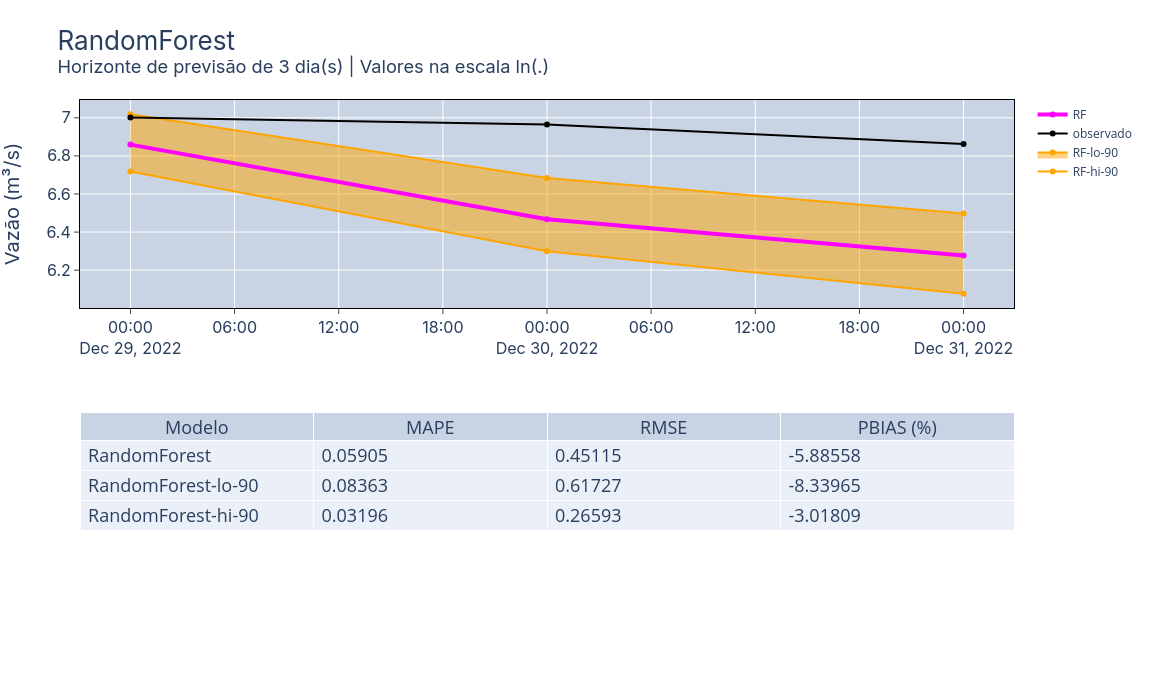 RandomForest
Horizonte de previsão de 3 dia(s) | Valores na escala ln(.)
Vazão (m³/s)
7
6.8
6.6
6.4
6.2
00:00 06:00 12:00 18:00 00:00 06:00 12:00 18:00 00:00
Dec 29, 2022 Dec 30, 2022 Dec 31, 2022
RF
observado
RF-lo-90
RF-hi-90
Modelo MAPE RMSE PBIAS (%)
RandomForest 0.05905 0.45115 -5.88558
RandomForest-lo-90 0.08363 0.61727 -8.33965
RandomForest-hi-90 0.03196 0.26593 -3.01809